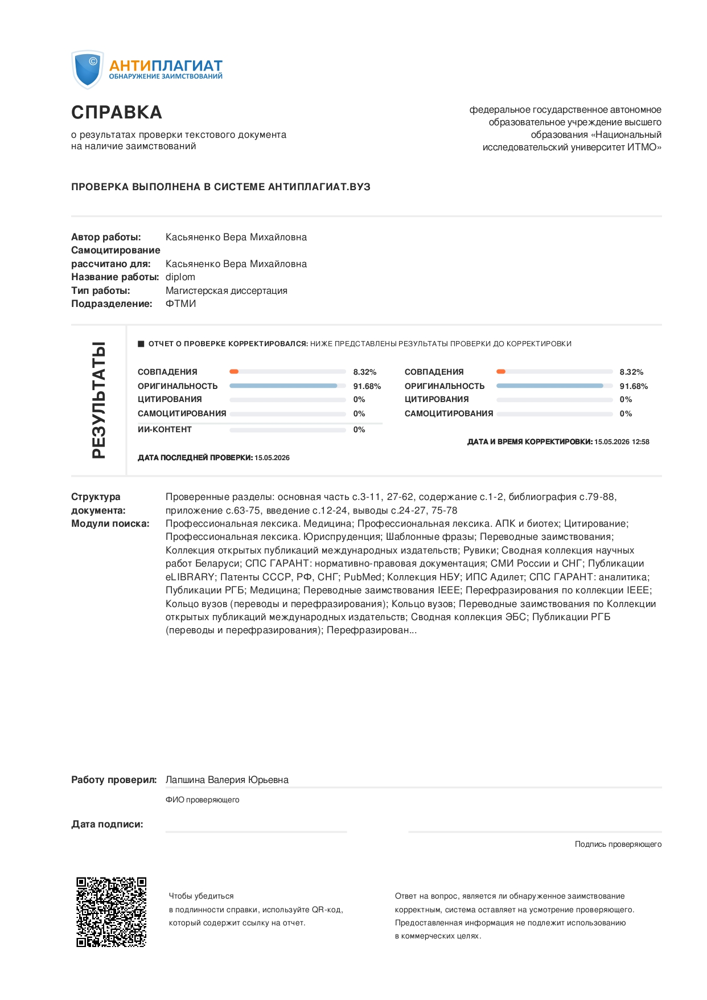 ©
АНТИПЛАГИАТ
ОБНАРУЖЕНИЕ ЗАИМСТВОВАНИЙ
СПРАВКА
о результатах проверки текстового документа
на наличие заимствований
федеральное государственное автономное
образовательное учреждение высшего
образования «Национальный
исследовательский университет ИТМО»
ПРОВЕРКА ВЫПОЛНЕНА В СИСТЕМЕ АНТИПЛАГИАТ.ВУЗ
Автор работы: Касьяненко Вера Михайловна
Самоцитирование
рассчитано для: Касьяненко Вера Михайловна
Название работы: diplom
Тип работы: Магистерская диссертация
Подразделение: ФТМИ
РЕЗУЛЬТАТЫ
ОТЧЕТ О ПРОВЕРКЕ КОРРЕКТИРОВАЛСЯ: НИЖЕ ПРЕДСТАВЛЕНЫ РЕЗУЛЬТАТЫ ПРОВЕРКИ ДО КОРРЕКТИРОВКИ
СОВПАДЕНИЯ 8.32%
ОРИГИНАЛЬНОСТЬ 91.68%
ЦИТИРОВАНИЯ 0%
САМОЦИТИРОВАНИЯ 0%
ИИ-КОНТЕНТ 0%
ДАТА ПОСЛЕДНЕЙ ПРОВЕРКИ: 15.05.2026
СОВПАДЕНИЯ 8.32%
ОРИГИНАЛЬНОСТЬ 91.68%
ЦИТИРОВАНИЯ 0%
САМОЦИТИРОВАНИЯ 0%
ДАТА И ВРЕМЯ КОРРЕКТИРОВКИ: 15.05.2026 12:58
Структура Проверенные разделы: основная часть с.3-11, 27-62, содержание с.1-2, библиография с.79-88,
документа: приложение с.63-75, введение с.12-24, выводы с.24-27, 75-78
Модули поиска: Профессиональная лексика. Медицина; Профессиональная лексика. АПК и биотех; Цитирование;
Профессиональная лексика. Юриспруденция; Шаблонные фразы; Переводные заимствования;
Коллекция открытых публикаций международных издательств; Рувики; Сводная коллекция научных
работ Беларуси; СПС ГАРАНТ: нормативно-правовая документация; СМИ России и СНГ; Публикации
eLIBRARY; Патенты СССР, РФ, СНГ; PubMed; Коллекция НБУ; ИПС Адилет; СПС ГАРАНТ: аналитика;
Публикации РГБ; Медицина; Переводные заимствования IEEE; Перефразирования по коллекции IEEE;
Кольцо вузов (переводы и перефразирования); Кольцо вузов; Переводные заимствования по Коллекции
открытых публикаций международных издательств; Сводная коллекция ЭБС; Публикации РГБ
(переводы и перефразирования); Перефразирован...
Работу проверил: Лапшина Валерия Юрьевна
ФИО проверяющего
Дата подписи:
Подпись проверяющего
Чтобы убедиться
в подлинности справки, используйте QR-код,
который содержит ссылку на отчет.
Ответ на вопрос, является ли обнаруженное заимствование
корректным, система оставляет на усмотрение проверяющего.
Предоставленная информация не подлежит использованию
в коммерческих целях.